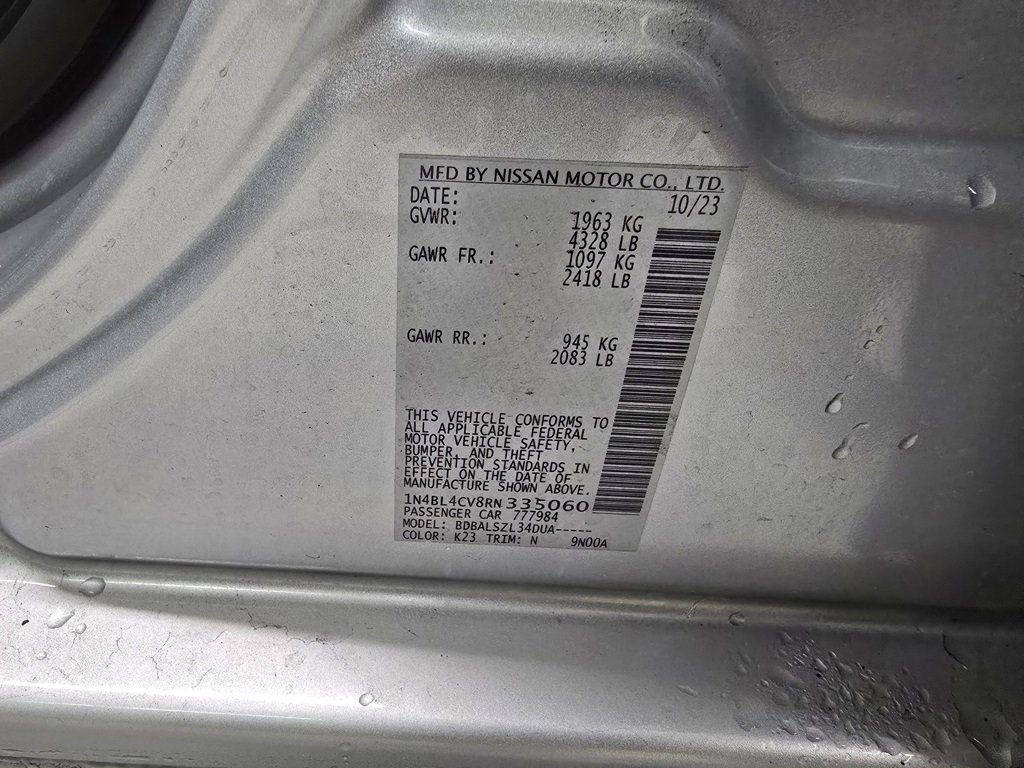 MFD BY NISSAN MOTOR CO., LTD.
DATE: 10/23
GVWR: 1963 KG
4328 LB
GAWR FR.: 1097 KG
2418 LB
GAWR RR.: 945 KG
2083 LB
THIS VEHICLE CONFORMS TO
ALL APPLICABLE FEDERAL
MOTOR VEHICLE SAFETY,
BUMPER, AND THEFT
PREVENTION STANDARDS IN
EFFECT ON THE DATE OF
MANUFACTURE SHOWN ABOVE.
1N4BL4CV8RN335060
PASSENGER CAR 777984
MODEL: BDBALSZL34DUA-----
COLOR: K23 TRIM: N 9N00A